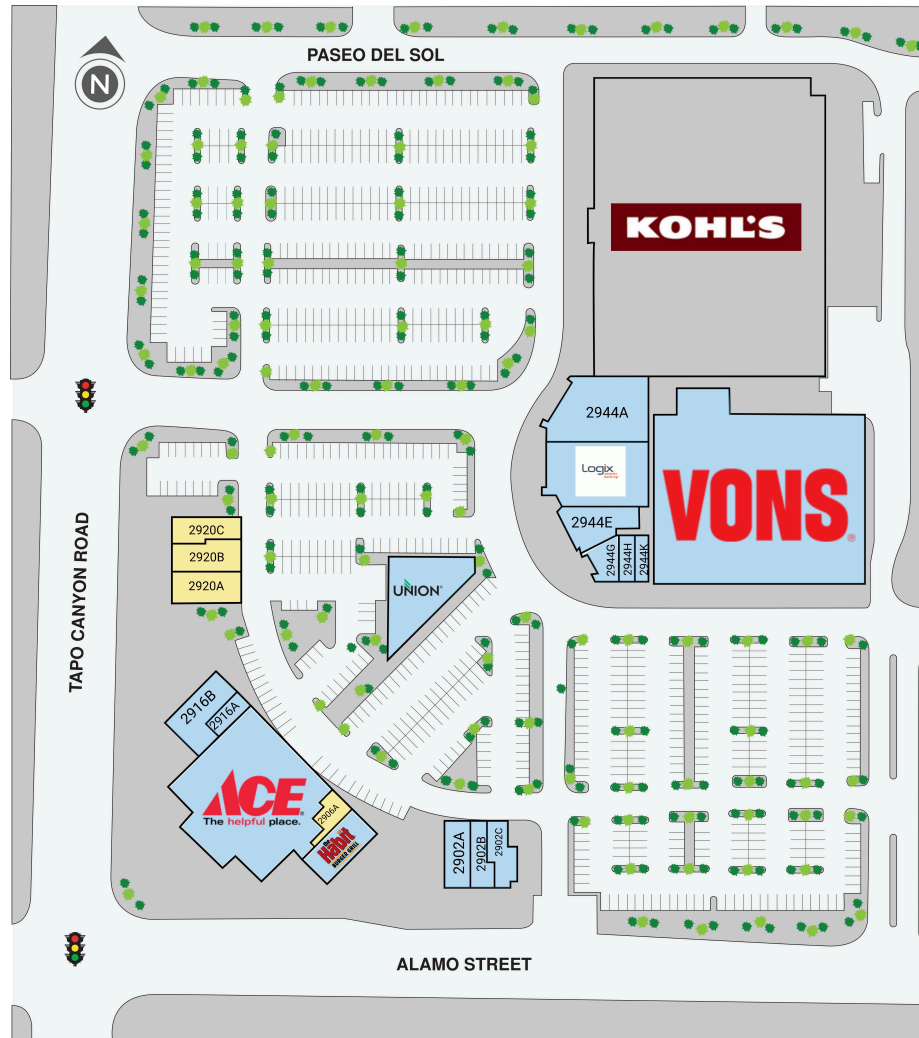 PASEO DEL SOL
N
KOHL'S
2944A
Logix
VONS
®
2944E
2944G
2944H
2944K
2920C
2920B
2920A
UNION®
TAPO CANYON ROAD
2916B
2916A
ACE
The helpful place.
2906A
The Habit
BURGER GRILL
2902A
2902B
2902C
ALAMO STREET